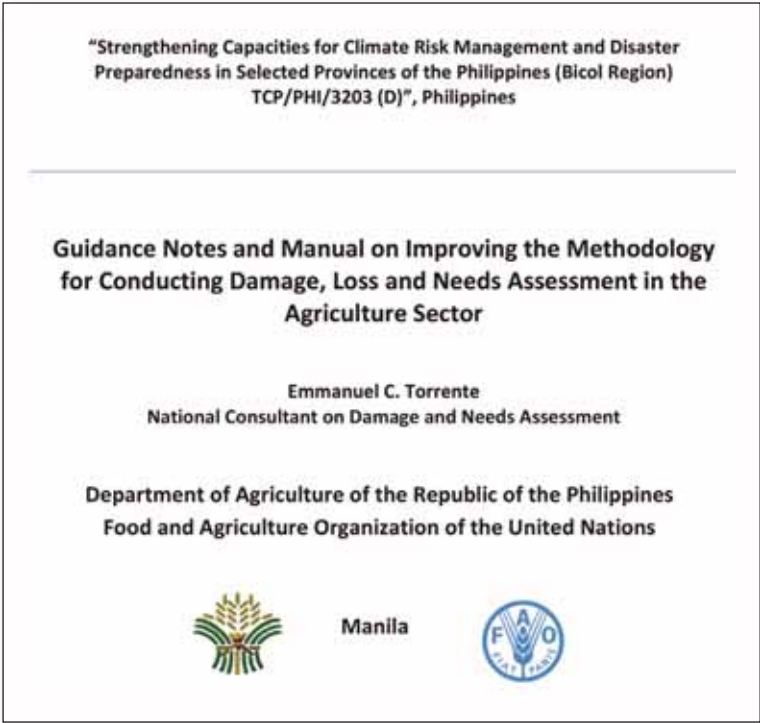 “Strengthening Capacities for Climate Risk Management and Disaster
Preparedness in Selected Provinces of the Philippines (Bicol Region)
TCP/PHI/3203 (D)”, Philippines
Guidance Notes and Manual on Improving the Methodology
for Conducting Damage, Loss and Needs Assessment in the
Agriculture Sector
Emmanuel C. Torrente
National Consultant on Damage and Needs Assessment
Department of Agriculture of the Republic of the Philippines
Food and Agriculture Organization of the United Nations
Manila
F A O
FIAT PANIS